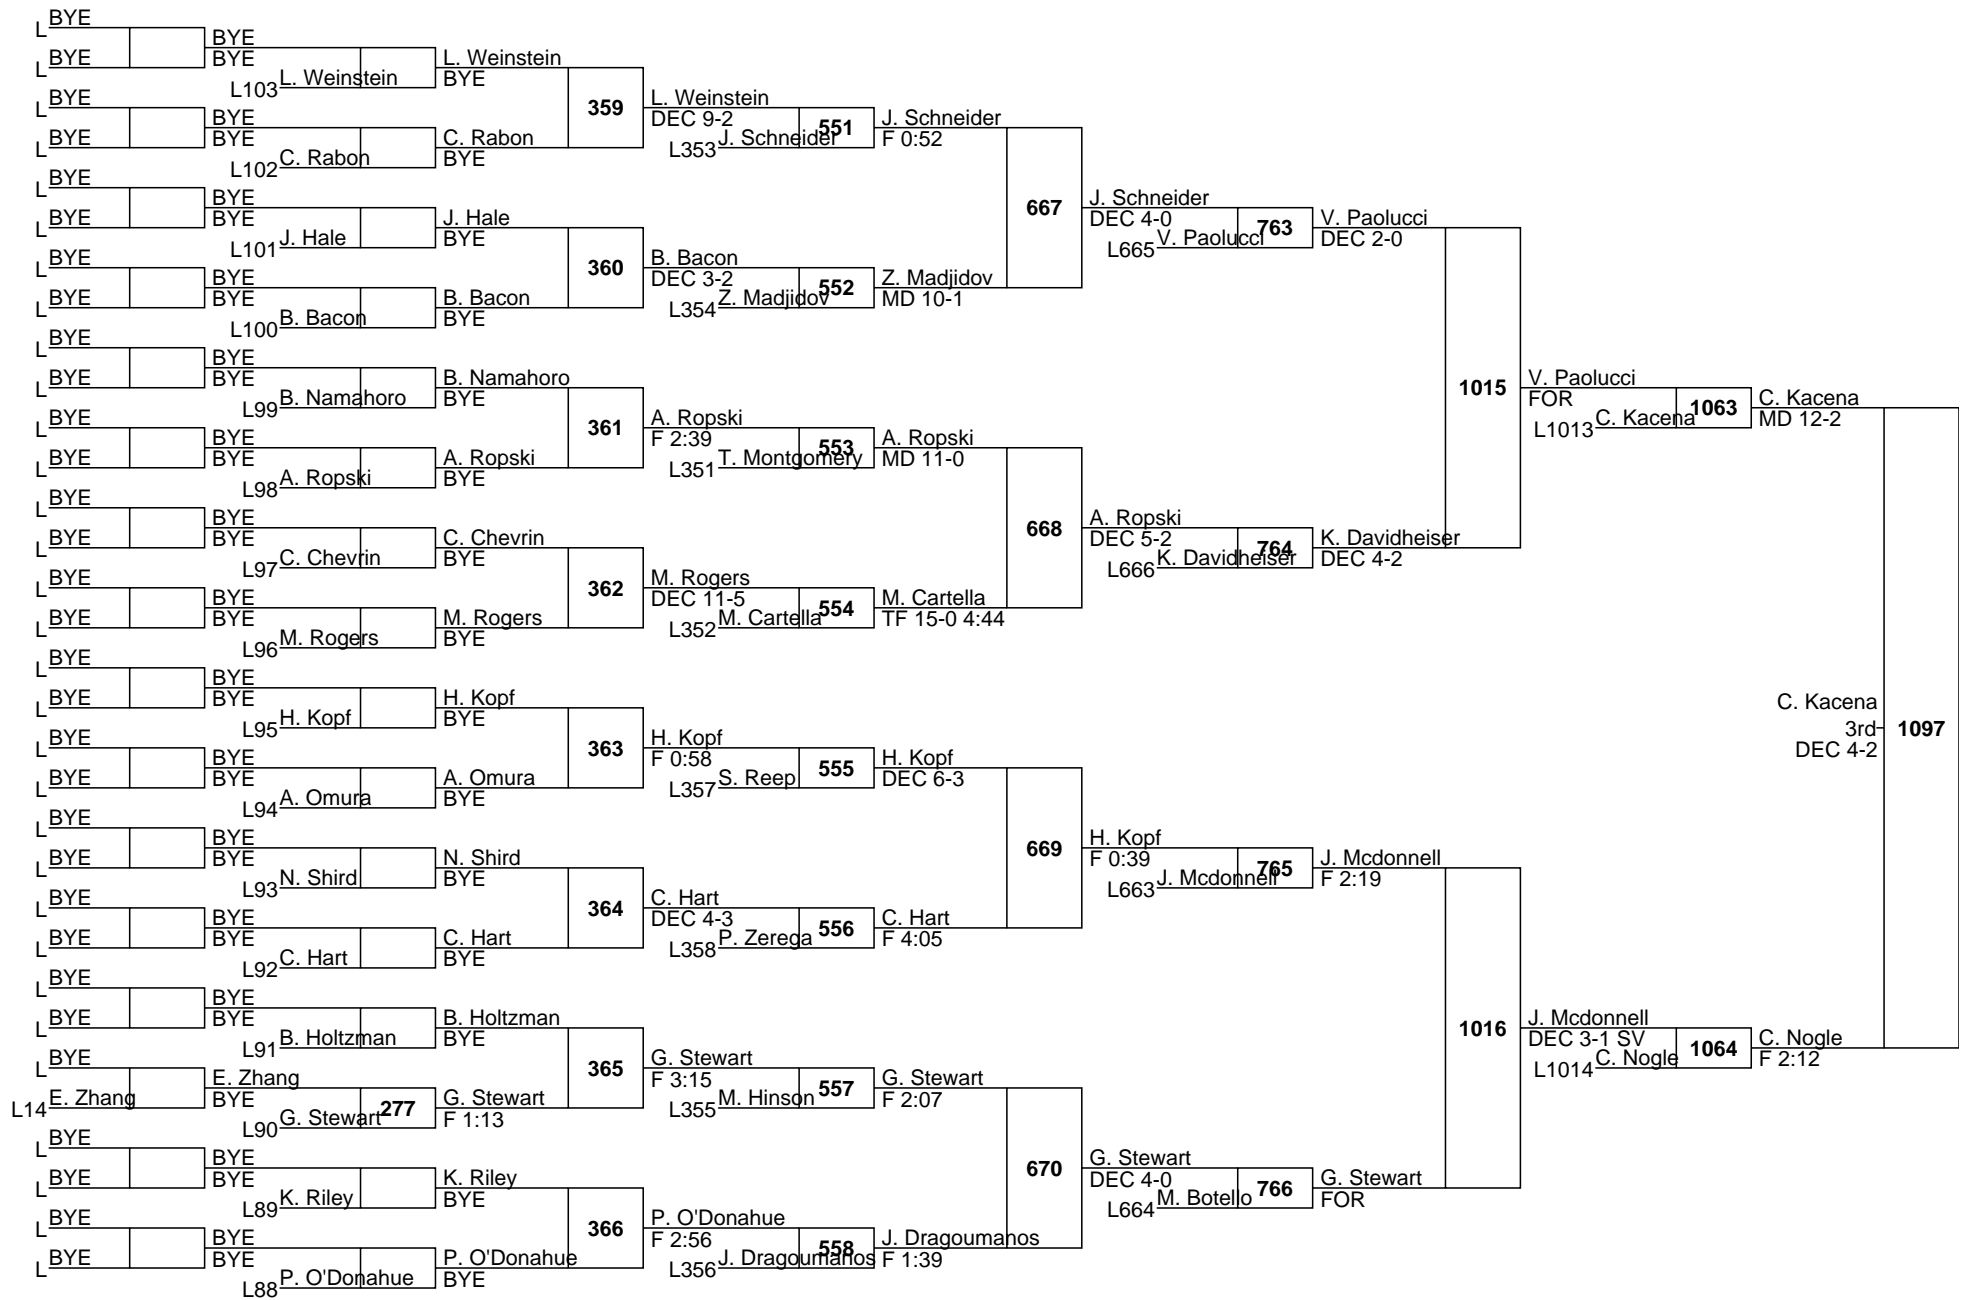 BYE
L
BYE
BYE
BYE
L
L. Weinstein
L103
L. Weinstein
BYE
359
BYE
L
BYE
BYE
BYE
L
C. Rabon
L102
C. Rabon
BYE
L. Weinstein
DEC 9-2
J. Schneider
L353
551
J. Schneider
F 0:52
BYE
L
BYE
BYE
BYE
L
J. Hale
L101
J. Hale
BYE
360
BYE
L
BYE
BYE
BYE
L
B. Bacon
L100
B. Bacon
BYE
B. Bacon
DEC 3-2
Z. Madjidov
L354
552
Z. Madjidov
MD 10-1
667
J. Schneider
DEC 4-0
V. Paolucci
L665
763
V. Paolucci
DEC 2-0
BYE
L
BYE
BYE
BYE
L
B. Namahoro
L99
B. Namahoro
BYE
361
BYE
L
BYE
BYE
BYE
L
A. Ropski
L98
A. Ropski
BYE
A. Ropski
F 2:39
T. Montgomery
L351
553
A. Ropski
MD 11-0
BYE
L
BYE
BYE
BYE
L
C. Chevrin
L97
C. Chevrin
BYE
362
BYE
L
BYE
BYE
BYE
L
M. Rogers
L96
M. Rogers
BYE
M. Rogers
DEC 11-5
M. Cartella
L352
554
M. Cartella
TF 15-0 4:44
668
A. Ropski
DEC 5-2
K. Davidheiser
L666
764
K. Davidheiser
DEC 4-2
1015
V. Paolucci
FOR
C. Kacena
L1013
1063
C. Kacena
MD 12-2
BYE
L
BYE
BYE
BYE
L
H. Kopf
L95
H. Kopf
BYE
363
BYE
L
BYE
BYE
BYE
L
A. Omura
L94
A. Omura
BYE
H. Kopf
F 0:58
S. Reep
L357
555
H. Kopf
DEC 6-3
BYE
L
BYE
BYE
BYE
L
N. Shird
L93
N. Shird
BYE
364
BYE
L
BYE
BYE
BYE
L
C. Hart
L92
C. Hart
BYE
C. Hart
DEC 4-3
P. Zerega
L358
556
C. Hart
F 4:05
669
H. Kopf
F 0:39
J. Mcdonnell
L663
765
J. Mcdonnell
F 2:19
BYE
L
BYE
BYE
BYE
L
B. Holtzman
L91
B. Holtzman
BYE
365
BYE
L
E. Zhang
BYE
E. Zhang
L14
G. Stewart
L90
277
G. Stewart
F 1:13
G. Stewart
F 3:15
M. Hinson
L355
557
G. Stewart
F 2:07
BYE
L
BYE
BYE
BYE
L
K. Riley
L89
K. Riley
BYE
366
BYE
L
BYE
BYE
BYE
L
P. O'Donahue
L88
P. O'Donahue
BYE
P. O'Donahue
F 2:56
J. Dragoumanos
L356
558
J. Dragoumanos
F 1:39
670
G. Stewart
DEC 4-0
M. Botello
L664
766
G. Stewart
FOR
1016
J. Mcdonnell
DEC 3-1 SV
C. Nogle
L1014
1064
C. Nogle
F 2:12
C. Kacena
3rd
DEC 4-2
1097